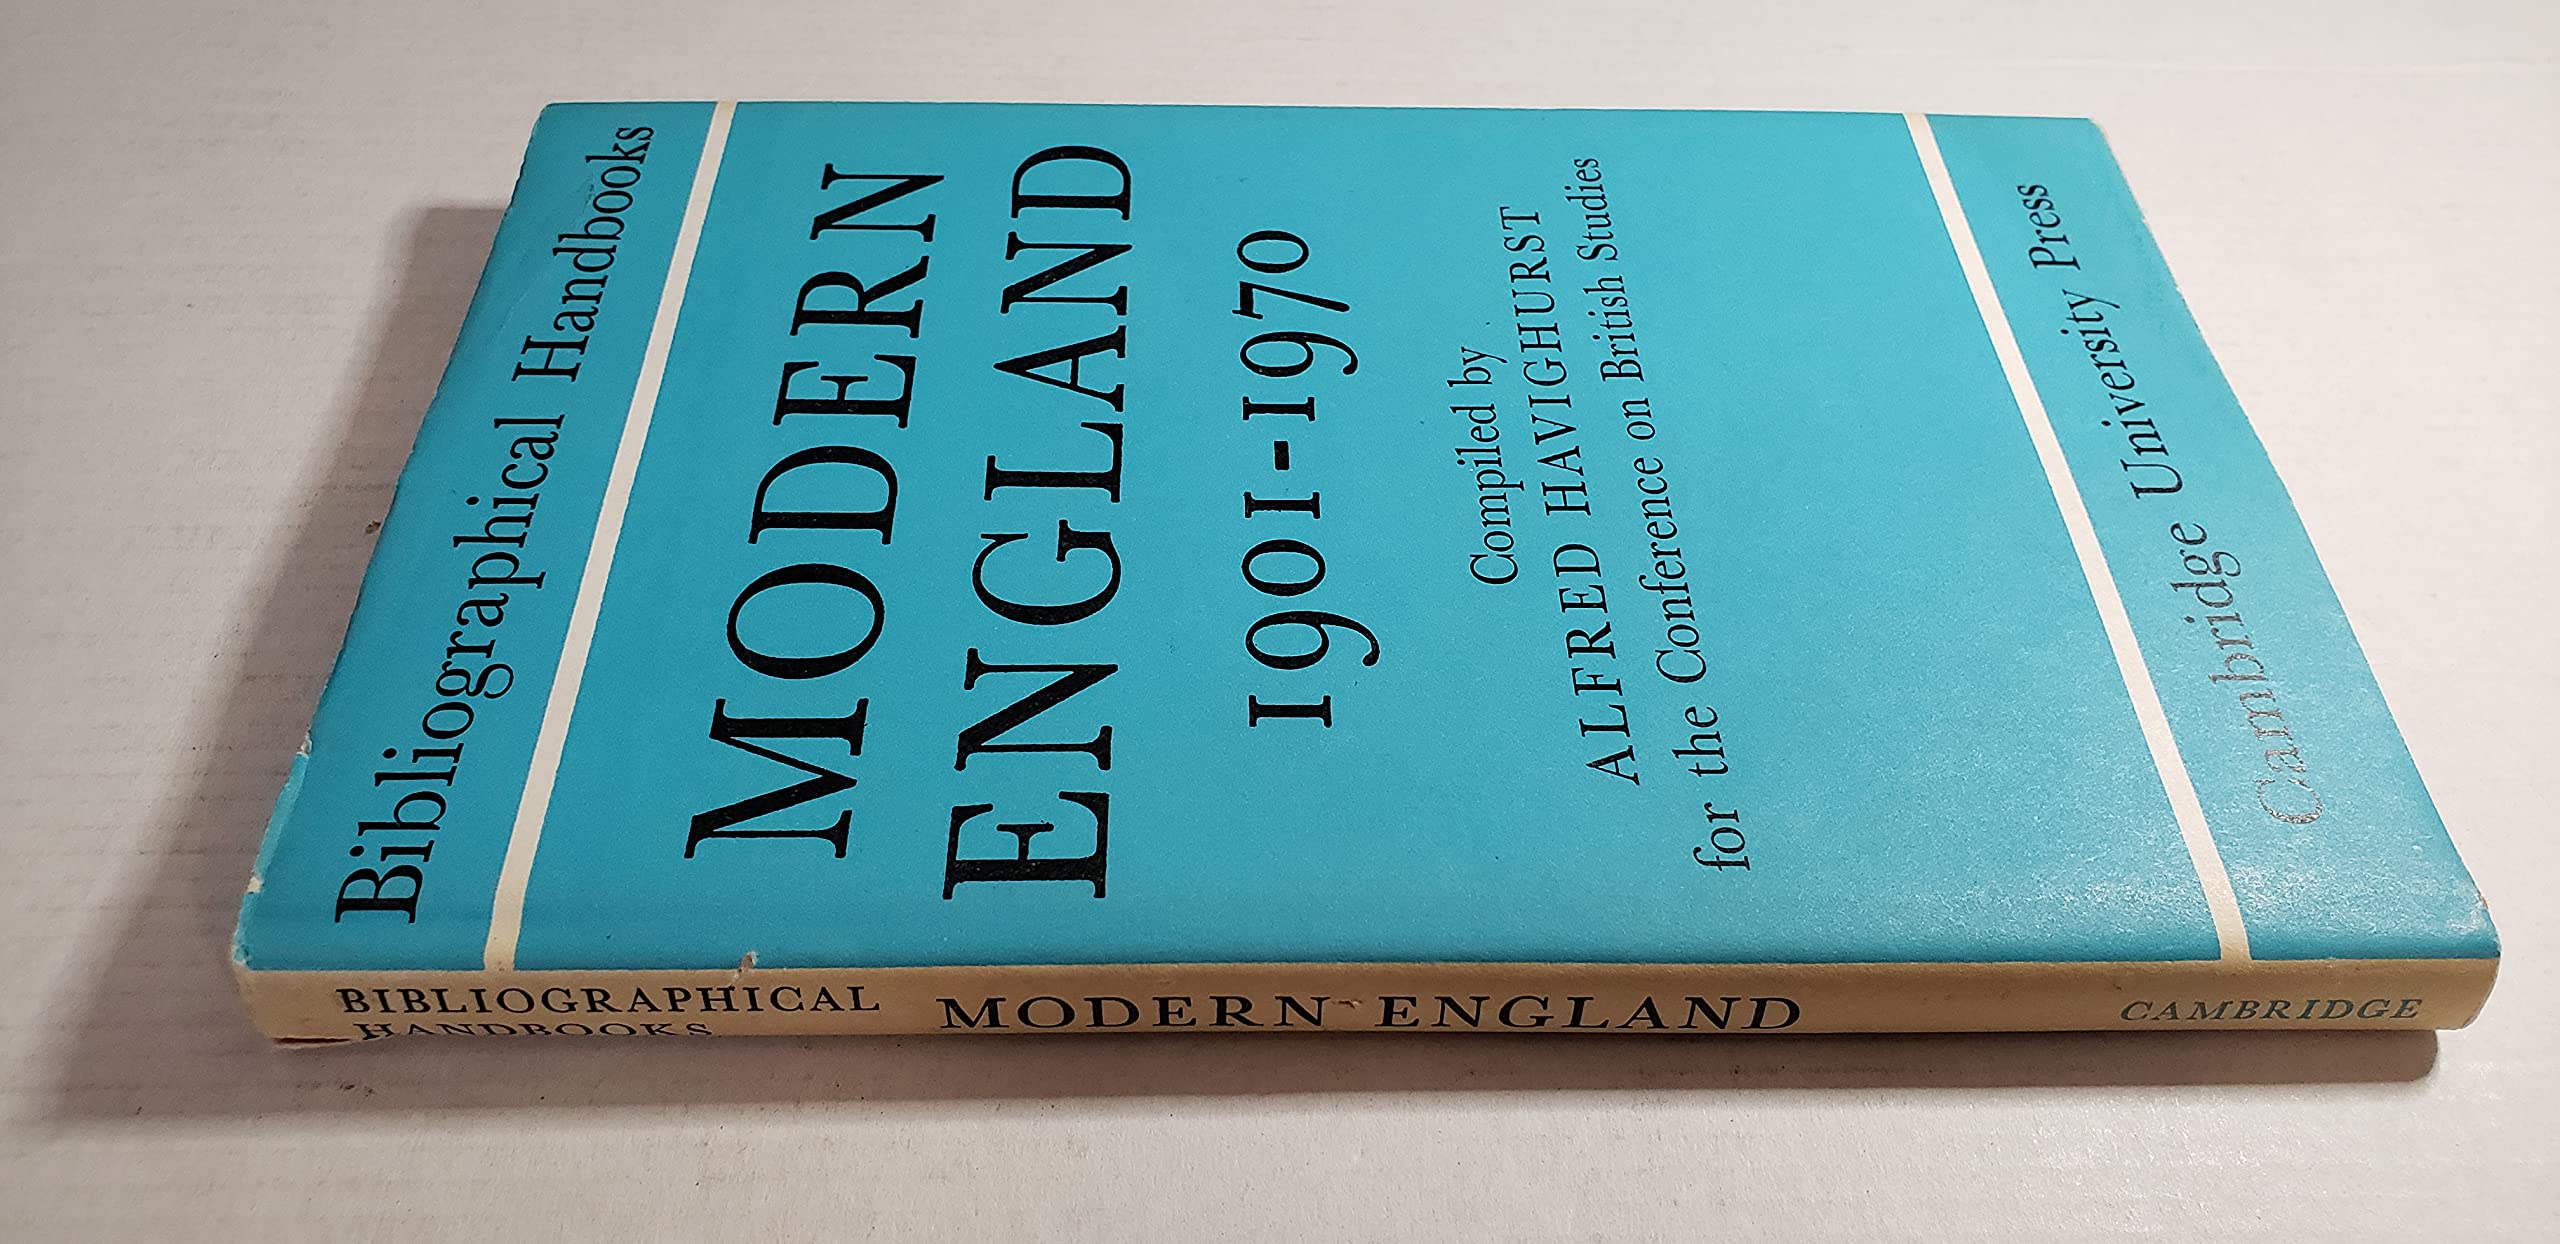 Bibliographical Handbooks
MODERN
ENGLAND
1901-1970
Compiled by
ALFRED HAVIGHURST
for the Conference on British Studies
Cambridge University Press
BIBLIOGRAPHICAL
HANDBOOKS
MODERN ENGLAND
CAMBRIDGE